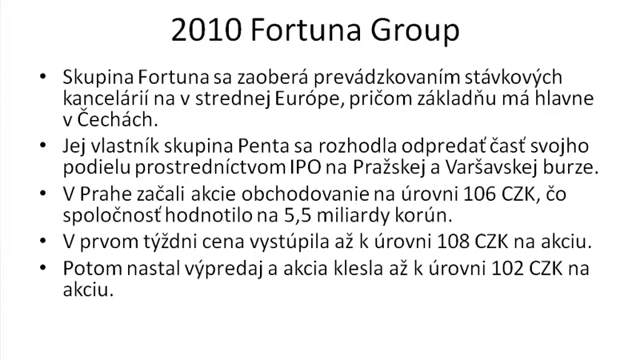 2010 Fortuna Group
• Skupina Fortuna sa zaoberá prevádzkovaním stávkových
kancelárií na v strednej Európe, pričom základňu má hlavne
v Čechách.
• Jej vlastník skupina Penta sa rozhodla odpredať časť svojho
podielu prostredníctvom IPO na Pražskej a Varšavskej burze.
• V Prahe začali akcie obchodovanie na úrovni 106 CZK, čo
spoločnosť hodnotilo na 5,5 miliardy korún.
• V prvom týždni cena vystúpila až k úrovni 108 CZK na akciu.
• Potom nastal výpredaj a akcia klesla až k úrovni 102 CZK na
akciu.